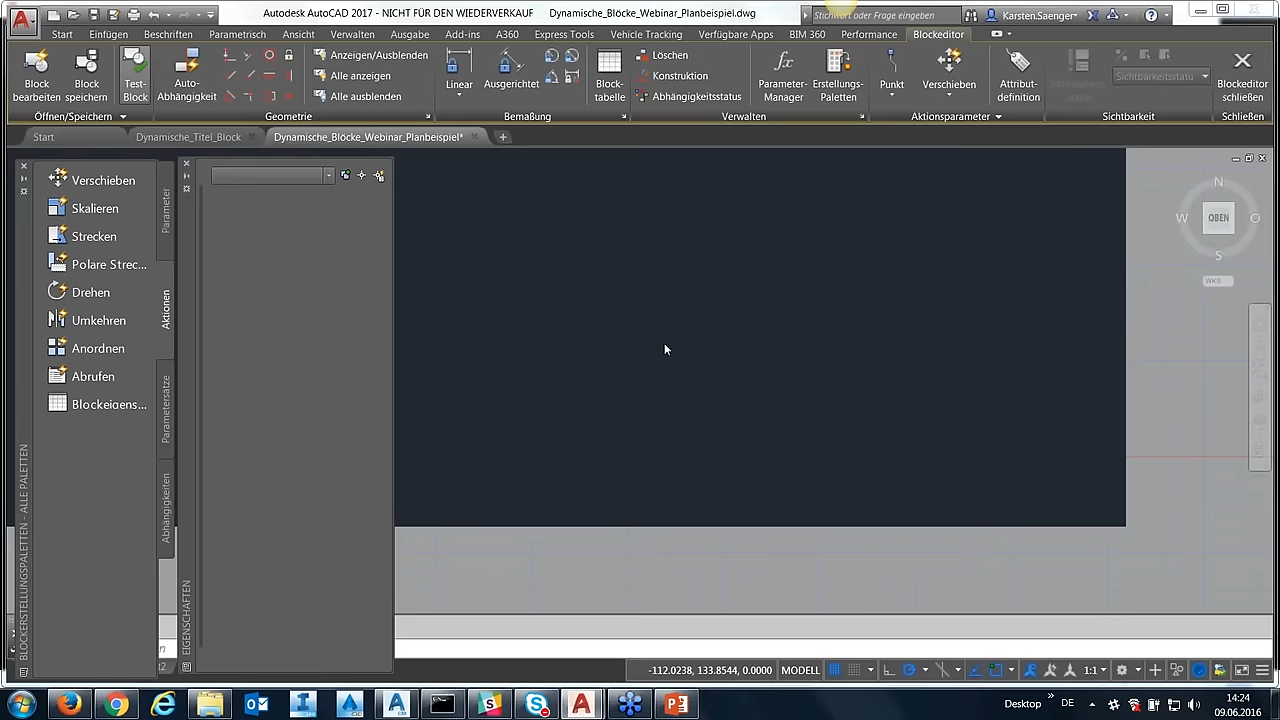 Autodesk AutoCAD 2017 - NICHT FÜR DEN WIEDERVERKAUF Dynamische_Blöcke_Webinar_Planbeispiel.dwg
Stichwort oder Frage eingeben
Karsten.Saenger
Start Einfügen Beschriften Parametrisch Ansicht Verwalten Ausgabe Add-ins A360 Express Tools Vehicle Tracking Verfügbare Apps BIM 360 Performance Blockeditor
Block bearbeiten
Block speichern
Test-Block
Auto-Abhängigkeit
Anzeigen/Ausblenden
Alle anzeigen
Alle ausblenden
Linear
Ausgerichtet
Block-tabelle
Löschen
Konstruktion
Abhängigkeitsstatus
Parameter-Manager
Erstellungs-Paletten
Punkt
Verschieben
Attribut-definition
Sichtbarkeitsstatu
Blockeditor schließen
Öffnen/Speichern Geometrie Bemaßung Verwalten Aktionsparameter Sichtbarkeit Schließen
Start Dynamische_Titel_Block Dynamische_Blöcke_Webinar_Planbeispiel*
Verschieben
Skalieren
Strecken
Polare Strec...
Drehen
Umkehren
Anordnen
Abrufen
Blockeigens...
Parameter
Aktionen
Parametersätze
Abhängigkeiten
BLOCKERSTELLUNGSPALETTEN - ALLE PALETTEN
EIGENSCHAFTEN
N
W OBEN O
S
WKS
-112.0238, 133.8544, 0.0000 MODELL 1:1
Desktop DE 14:24
09.06.2016